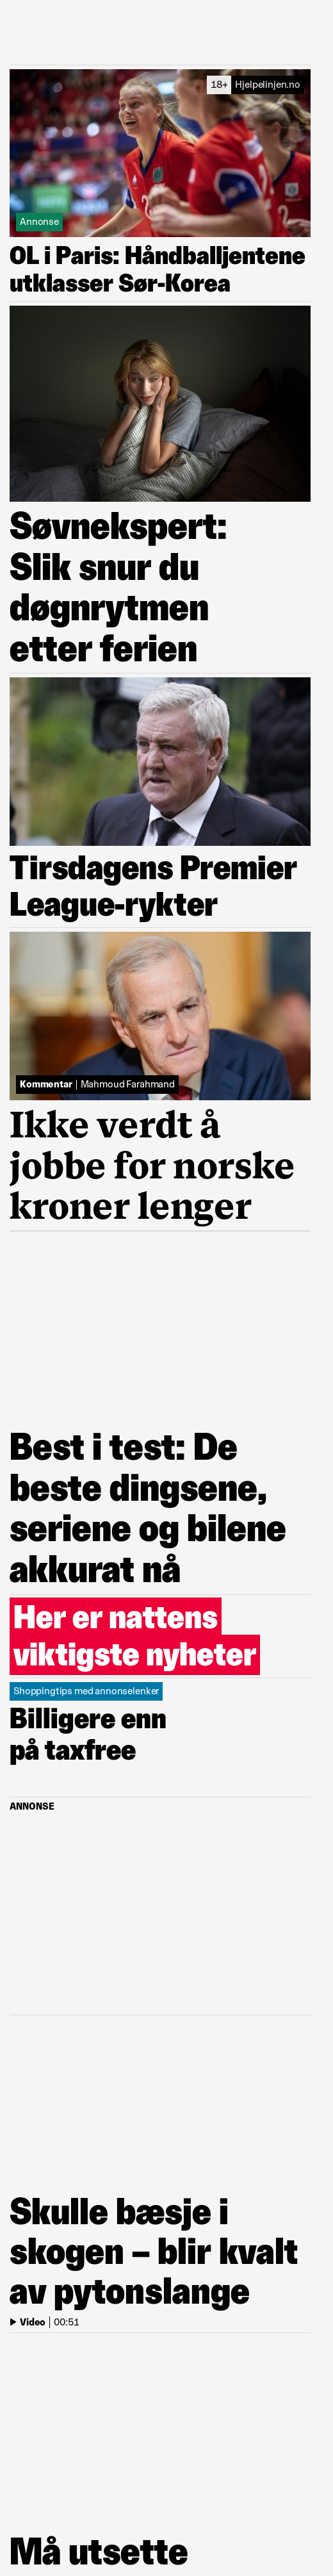 18+ Hjelpelinjen.no
Annonse
OL i Paris: Håndballjentene
utklasser Sør-Korea
Søvnekspert:
Slik snur du
døgnrytmen
etter ferien
Tirsdagens Premier
League-rykter
Kommentar | Mahmoud Farahmand
Ikke verdt å
jobbe for norske
kroner lenger
Best i test: De
beste dingsene,
seriene og bilene
akkurat nå
Her er nattens
viktigste nyheter
Shoppingtips med annonselenker
Billigere enn
på taxfree
ANNONSE
Skulle bæsje i
skogen – blir kvalt
av pytonslange
Video | 00:51
Må utsette